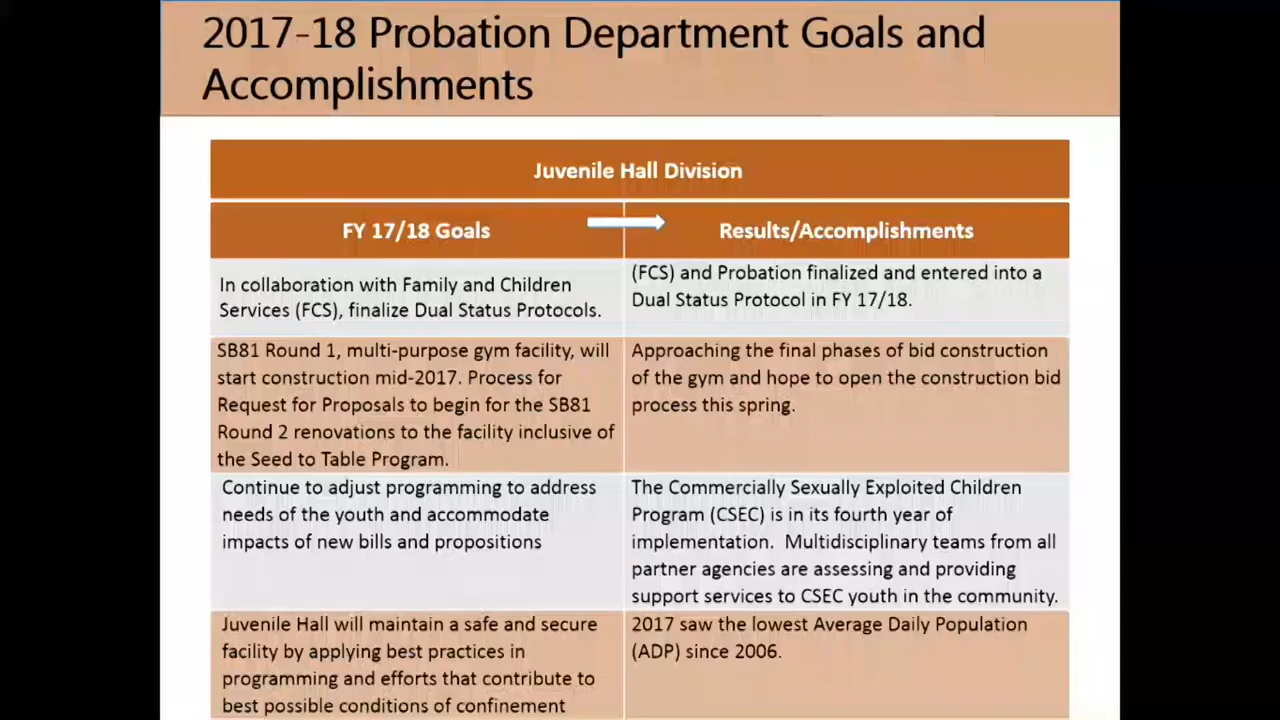 2017-18 Probation Department Goals and
Accomplishments
Juvenile Hall Division
FY 17/18 Goals
Results/Accomplishments
In collaboration with Family and Children
Services (FCS), finalize Dual Status Protocols.
(FCS) and Probation finalized and entered into a
Dual Status Protocol in FY 17/18.
SB81 Round 1, multi-purpose gym facility, will
start construction mid-2017. Process for
Request for Proposals to begin for the SB81
Round 2 renovations to the facility inclusive of
the Seed to Table Program.
Approaching the final phases of bid construction
of the gym and hope to open the construction bid
process this spring.
Continue to adjust programming to address
needs of the youth and accommodate
impacts of new bills and propositions
The Commercially Sexually Exploited Children
Program (CSEC) is in its fourth year of
implementation.  Multidisciplinary teams from all
partner agencies are assessing and providing
support services to CSEC youth in the community.
Juvenile Hall will maintain a safe and secure
facility by applying best practices in
programming and efforts that contribute to
best possible conditions of confinement
2017 saw the lowest Average Daily Population
(ADP) since 2006.